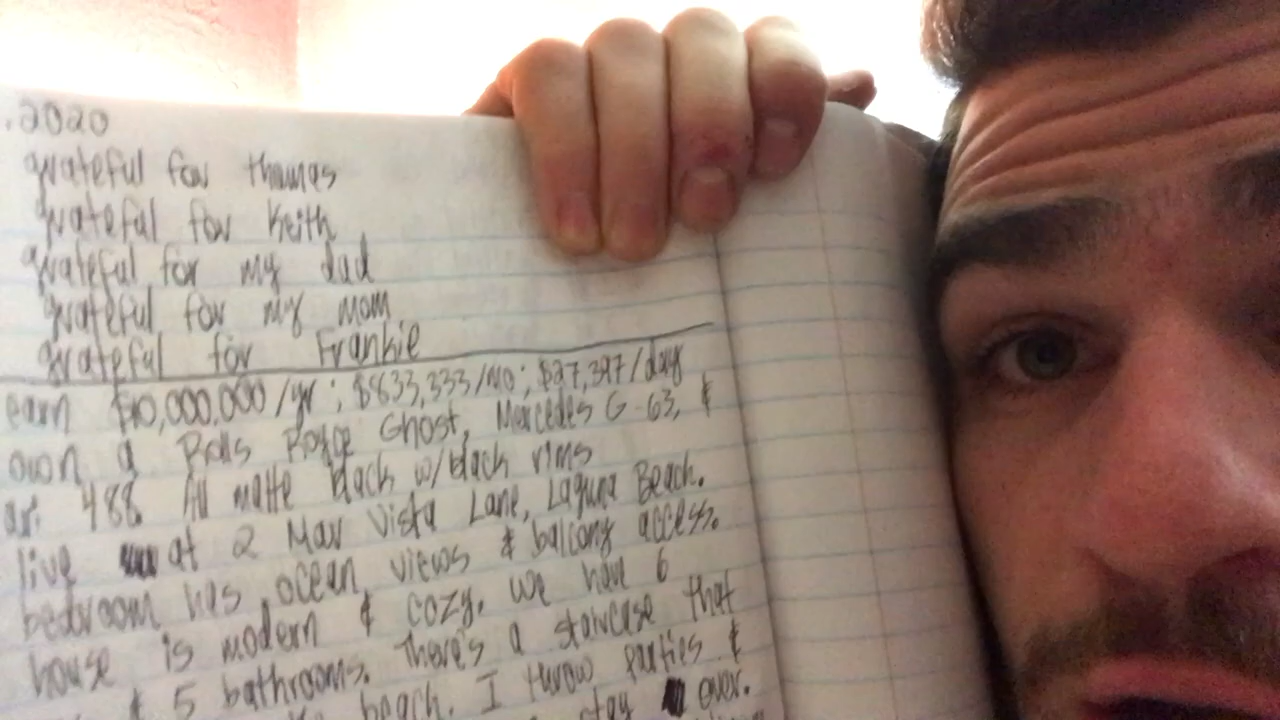 .2020
grateful for thomas
grateful for Keith
grateful for my dad
grateful for my mom
grateful for Frankie
earn $10,000,000/yr; $833,333/mo; $27,397/day
own a Rolls Royce Ghost, Mercedes G-63, &
ari 488 All matte black w/black rims
live at 2 Mar Vista Lane, Laguna Beach.
bedroom has ocean views & balcony access.
house is modern & cozy. We have 6
& 5 bathrooms. There's a staircase that
beach. I throw parties &
stay over.